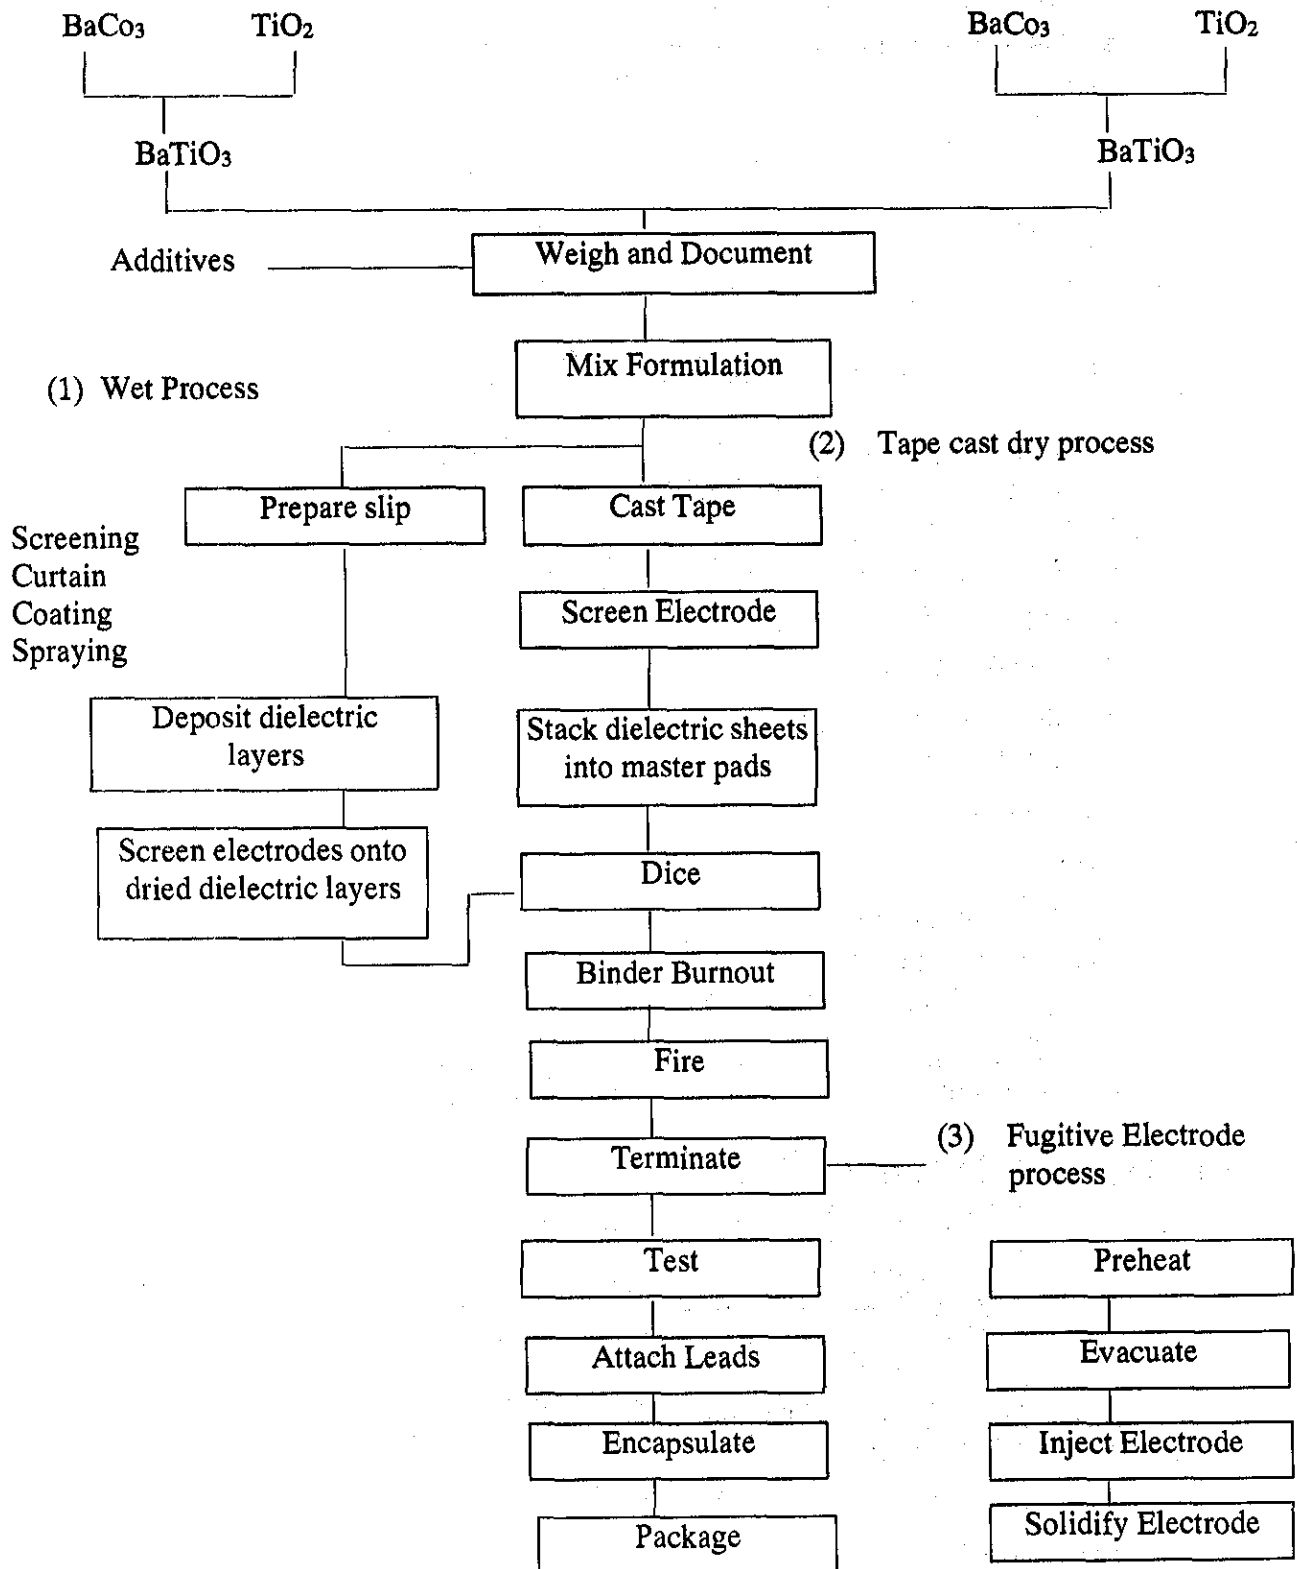 BaCo₃ TiO₂ BaCo₃ TiO₂
BaTiO₃ BaTiO₃
Additives
Weigh and Document
Mix Formulation
(1) Wet Process
(2) Tape cast dry process
Prepare slip
Cast Tape
Screening
Curtain
Coating
Spraying
Screen Electrode
Deposit dielectric
layers
Stack dielectric sheets
into master pads
Screen electrodes onto
dried dielectric layers
Dice
Binder Burnout
Fire
Terminate
(3) Fugitive Electrode
process
Test
Preheat
Attach Leads
Evacuate
Encapsulate
Inject Electrode
Package
Solidify Electrode